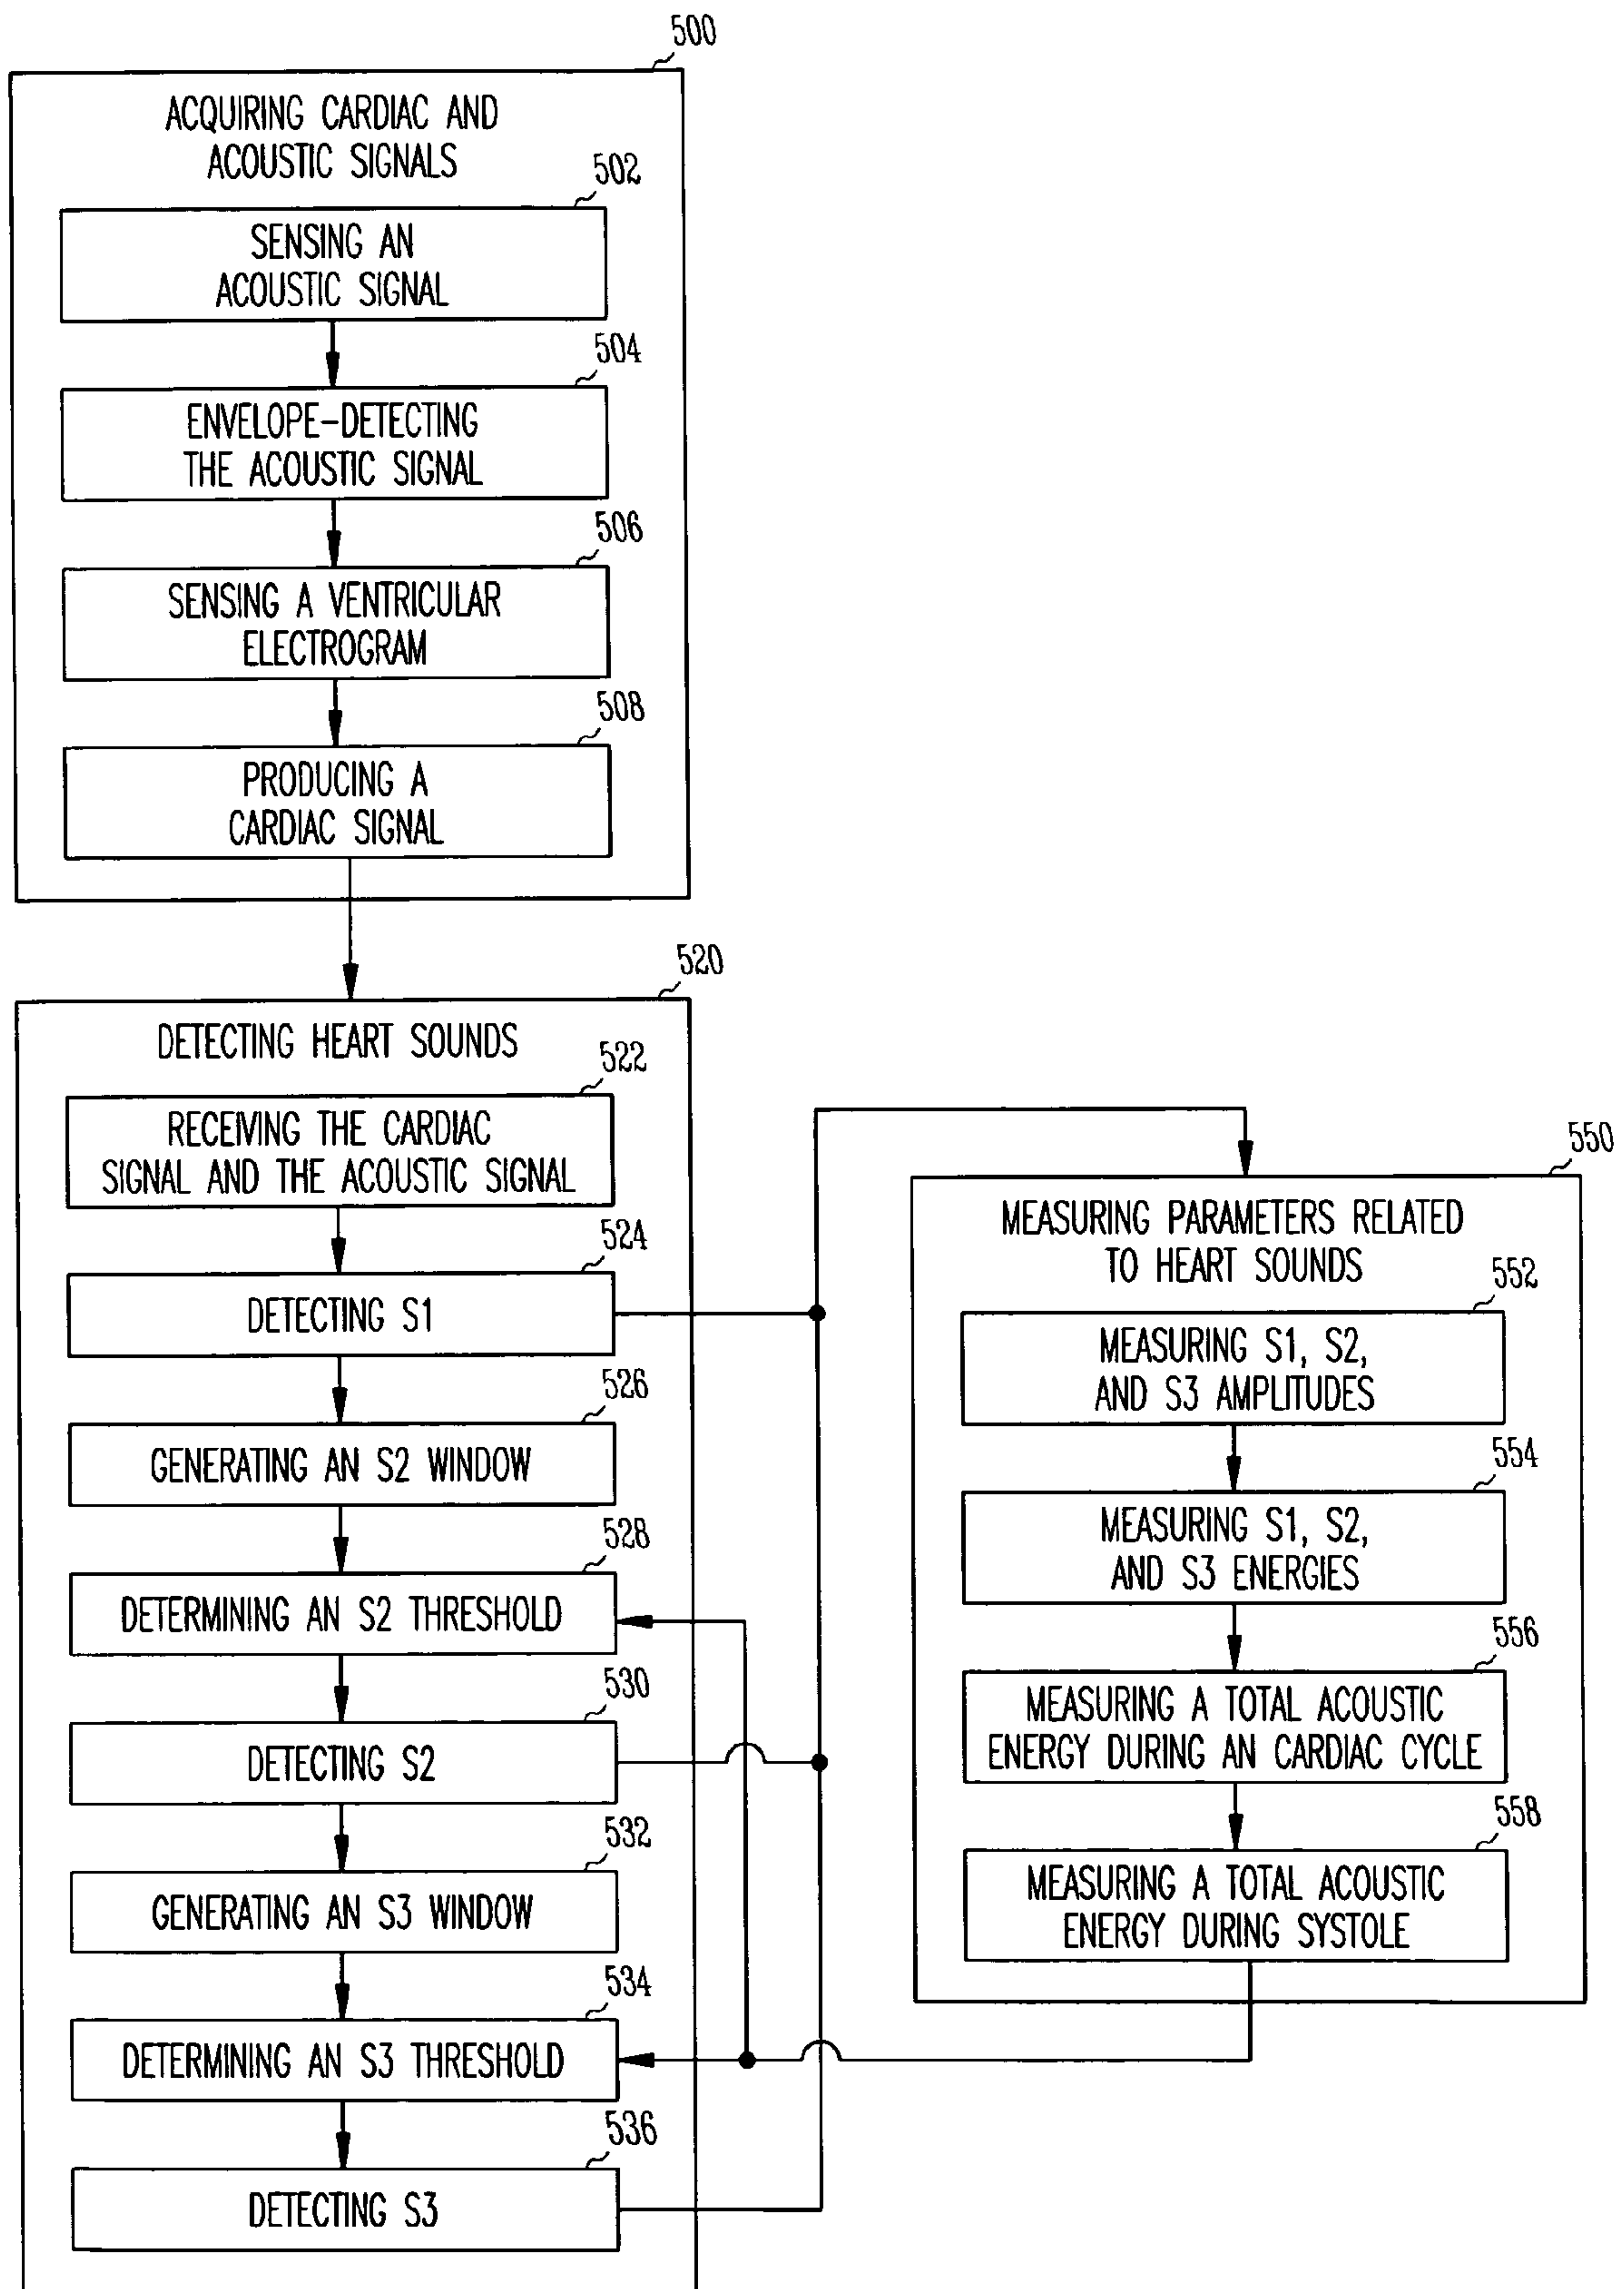 500
ACQUIRING CARDIAC AND
ACOUSTIC SIGNALS
502
SENSING AN
ACOUSTIC SIGNAL
504
ENVELOPE-DETECTING
THE ACOUSTIC SIGNAL
506
SENSING A VENTRICULAR
ELECTROGRAM
508
PRODUCING A
CARDIAC SIGNAL
520
DETECTING HEART SOUNDS
522
RECEIVING THE CARDIAC
SIGNAL AND THE ACOUSTIC SIGNAL
524
DETECTING S1
526
GENERATING AN S2 WINDOW
528
DETERMINING AN S2 THRESHOLD
530
DETECTING S2
532
GENERATING AN S3 WINDOW
534
DETERMINING AN S3 THRESHOLD
536
DETECTING S3
550
MEASURING PARAMETERS RELATED
TO HEART SOUNDS
552
MEASURING S1, S2,
AND S3 AMPLITUDES
554
MEASURING S1, S2,
AND S3 ENERGIES
556
MEASURING A TOTAL ACOUSTIC
ENERGY DURING AN CARDIAC CYCLE
558
MEASURING A TOTAL ACOUSTIC
ENERGY DURING SYSTOLE